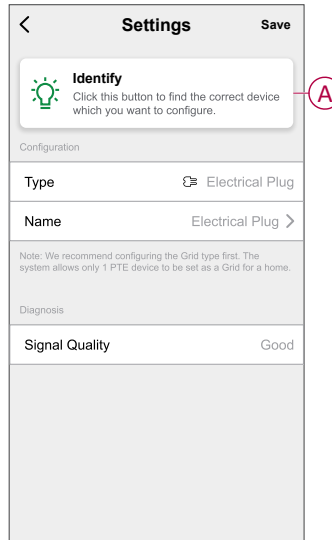 Settings
Save
Identify
Click this button to find the correct device
which you want to configure.
A
Configuration
Type Electrical Plug
Name Electrical Plug
Note: We recommend configuring the Grid type first. The
system allows only 1 PTE device to be set as a Grid for a home.
Diagnosis
Signal Quality Good